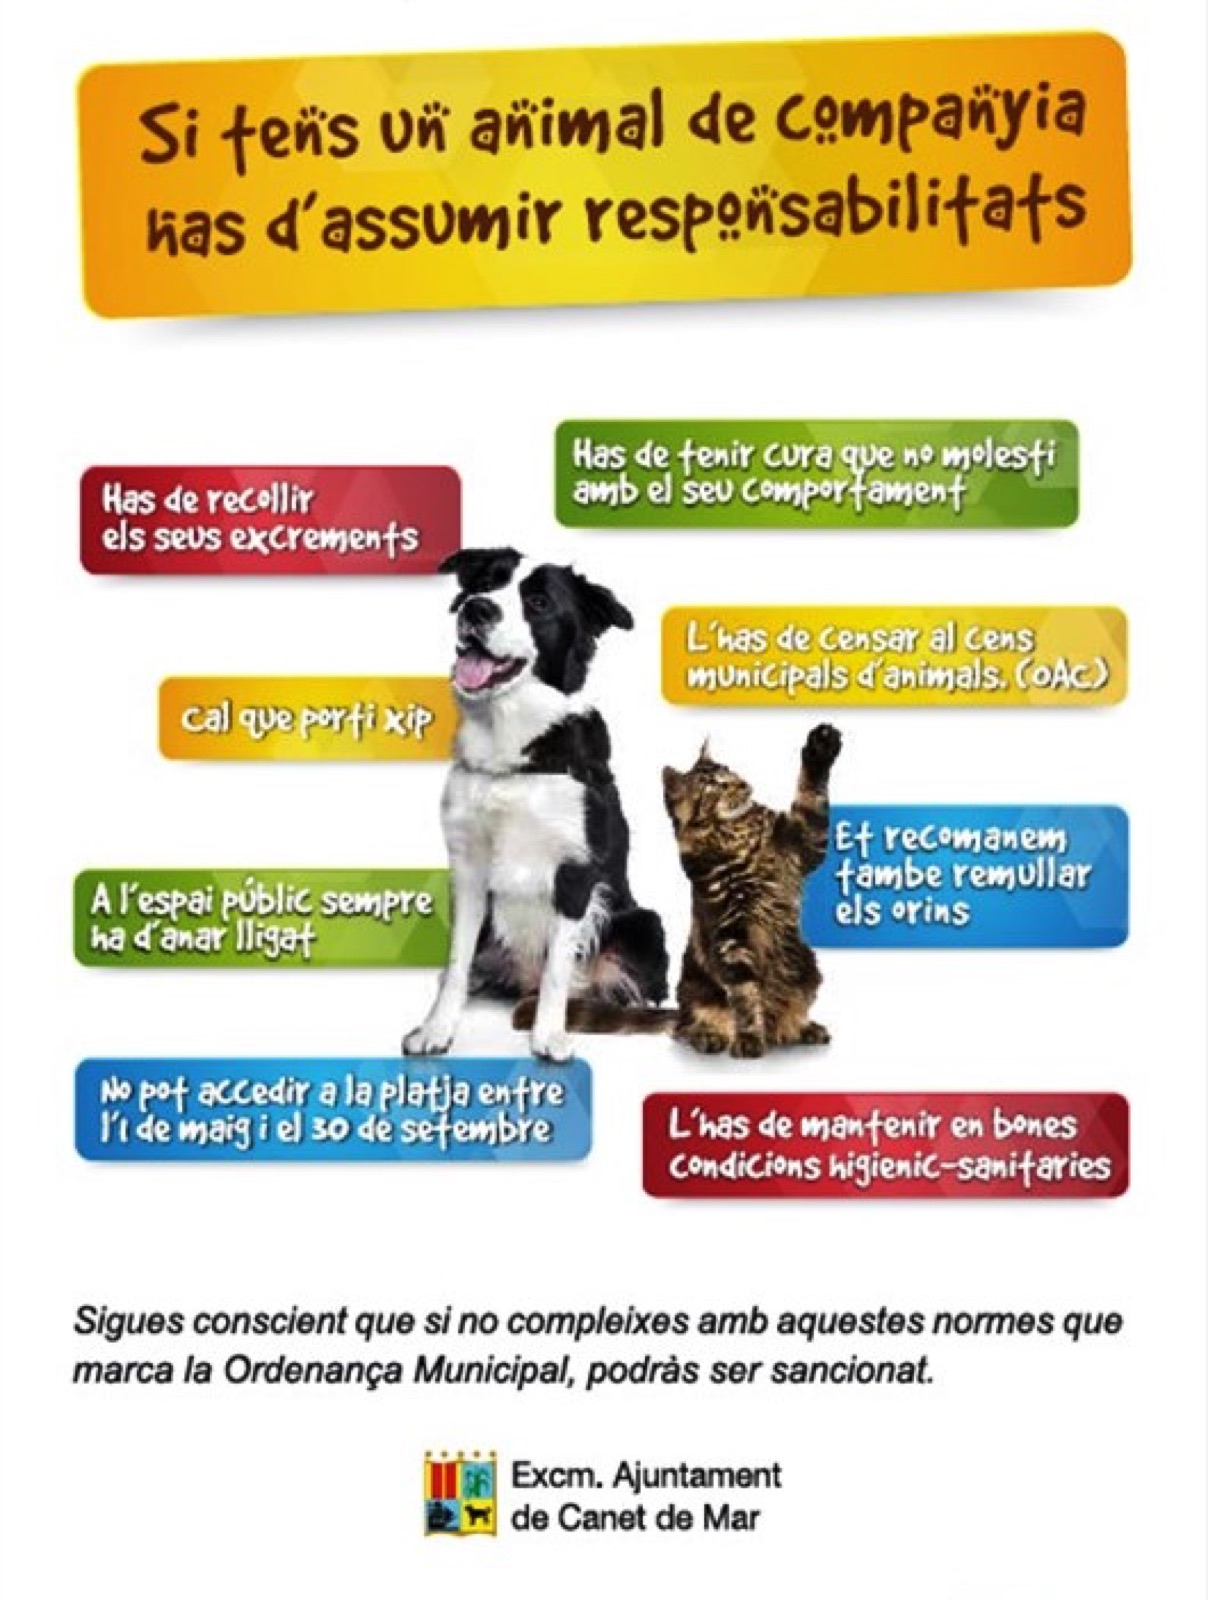 Si tens un animal de companyia
has d'assumir responsabilitats
Has de recollir
els seus excrements
Has de tenir cura que no molesti
amb el seu comportament
L'has de censar al cens
municipals d'animals. (OAC)
Cal que porti xip
Et recomanem
tambe remullar
els orins
A l'espai públic sempre
ha d'anar lligat
No pot accedir a la platja entre
l'1 de maig i el 30 de setembre
L'has de mantenir en bones
condicions higienic-sanitaries
Sigues conscient que si no compleixes amb aquestes normes que
marca la Ordenança Municipal, podràs ser sancionat.
Excm. Ajuntament
de Canet de Mar